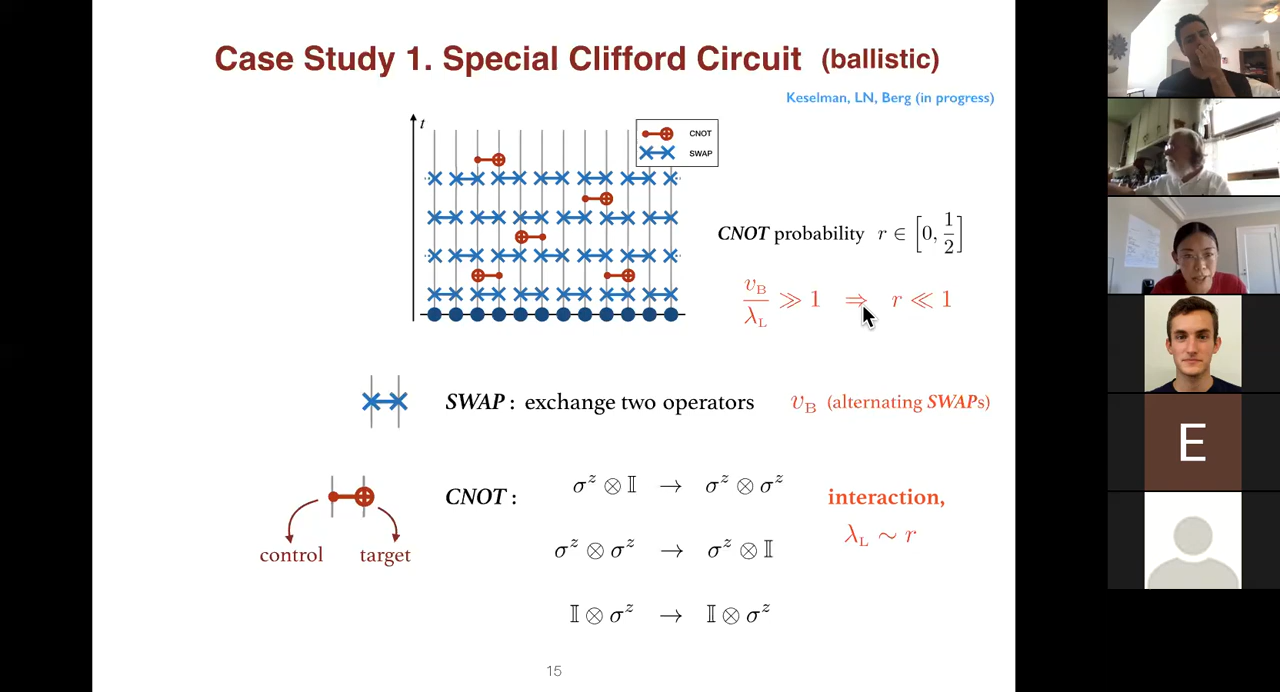 Case Study 1. Special Clifford Circuit (ballistic)
Keselman, LN, Berg (in progress)
t
CNOT
SWAP
CNOT probability r ∈ [0, 1/2]
v_B/λ_L ≫ 1 ⇒ r ≪ 1
SWAP : exchange two operators v_B (alternating SWAPs)
CNOT : σ^z ⊗ 𝕀 → σ^z ⊗ σ^z
interaction,
λ_L ∼ r
control target
σ^z ⊗ σ^z → σ^z ⊗ 𝕀
𝕀 ⊗ σ^z → 𝕀 ⊗ σ^z
15
E